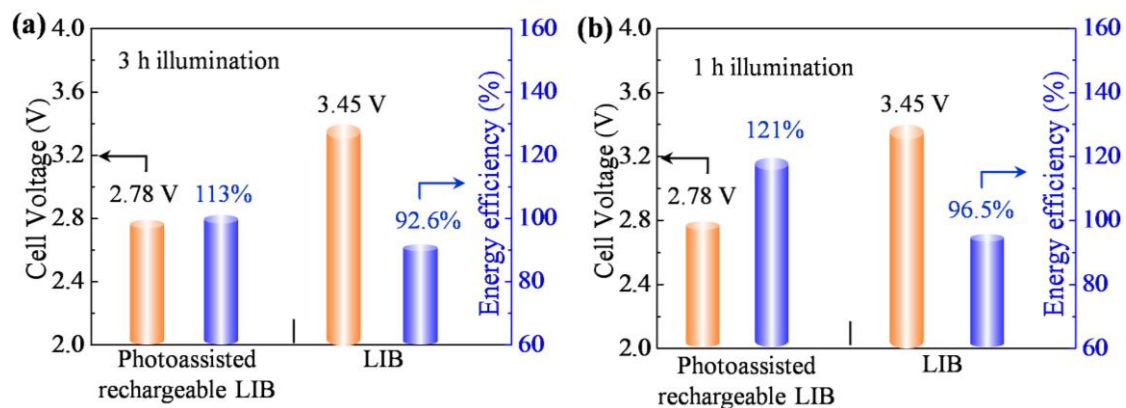 (a)
3 h illumination
Cell Voltage (V)
4.0
3.6
3.2
2.8
2.4
2.0
2.78 V
113%
3.45 V
92.6%
160
140
120
100
80
60
Energy efficiency (%)
Photoassisted
rechargeable LIB
LIB
(b)
1 h illumination
Cell Voltage (V)
4.0
3.6
3.2
2.8
2.4
2.0
2.78 V
121%
3.45 V
96.5%
160
140
120
100
80
60
Energy efficiency (%)
Photoassisted
rechargeable LIB
LIB